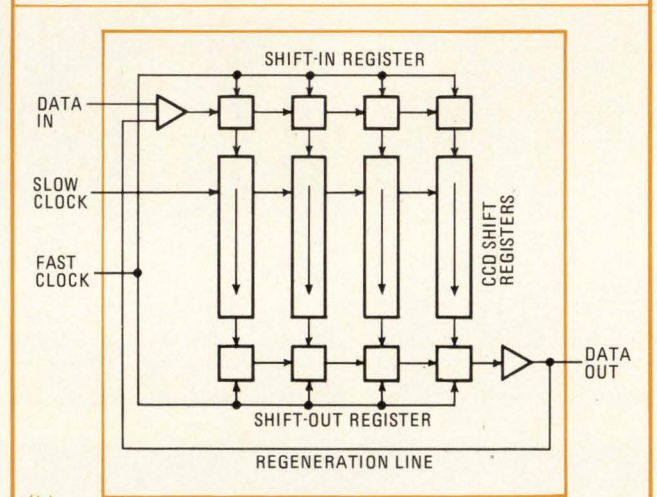 SHIFT-IN REGISTER
DATA
IN
SLOW
CLOCK
FAST
CLOCK
CCD SHIFT
REGISTERS
DATA
OUT
SHIFT-OUT REGISTER
REGENERATION LINE